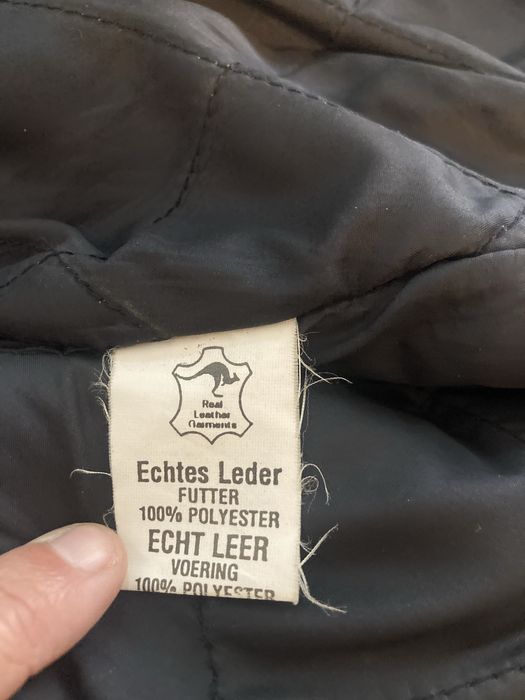 Real
Leather
Garments
Echtes Leder
FUTTER
100% POLYESTER
ECHT LEER
VOERING
100% POLYESTER